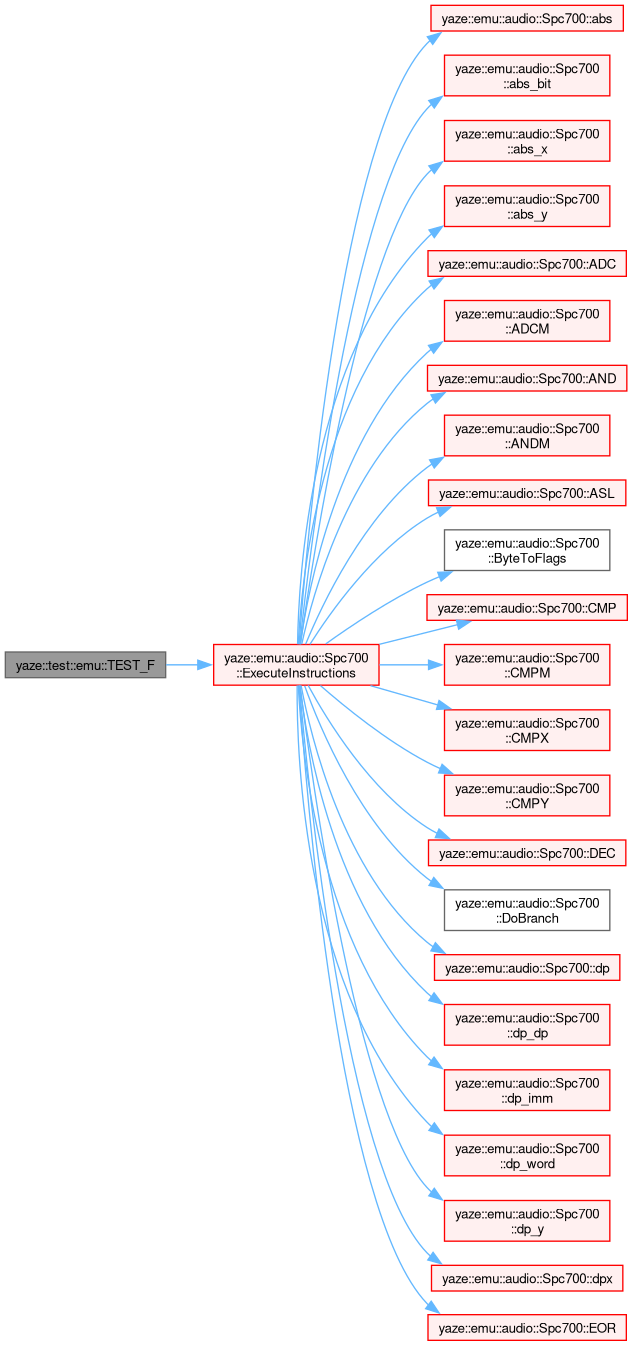 yaze::emu::audio::Spc700::abs
yaze::emu::audio::Spc700
::abs_bit
yaze::emu::audio::Spc700
::abs_x
yaze::emu::audio::Spc700
::abs_y
yaze::emu::audio::Spc700::ADC
yaze::emu::audio::Spc700
::ADCM
yaze::emu::audio::Spc700::AND
yaze::emu::audio::Spc700
::ANDM
yaze::emu::audio::Spc700::ASL
yaze::emu::audio::Spc700
::ByteToFlags
yaze::emu::audio::Spc700::CMP
yaze::test::emu::TEST_F
yaze::emu::audio::Spc700
::ExecuteInstructions
yaze::emu::audio::Spc700
::CMPM
yaze::emu::audio::Spc700
::CMPX
yaze::emu::audio::Spc700
::CMPY
yaze::emu::audio::Spc700::DEC
yaze::emu::audio::Spc700
::DoBranch
yaze::emu::audio::Spc700::dp
yaze::emu::audio::Spc700
::dp_dp
yaze::emu::audio::Spc700
::dp_imm
yaze::emu::audio::Spc700
::dp_word
yaze::emu::audio::Spc700
::dp_y
yaze::emu::audio::Spc700::dpx
yaze::emu::audio::Spc700::EOR